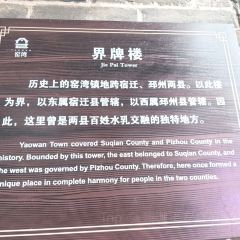 窑湾
界牌楼
Jie Pai Tower
历史上的窑湾镇地跨宿迁、邳州两县。以此楼
为界，以东属宿迁县管辖，以西属邳州县管辖。因
此，这里曾是两县百姓水乳交融的独特地方。
Yaowan Town covered Suqian County and Pizhou County in the
history. Bounded by this tower, the east belonged to Suqian County, and
the west was governed by Pizhou County. Therefore, here once formed a
unique place in complete harmony for people in the two counties.